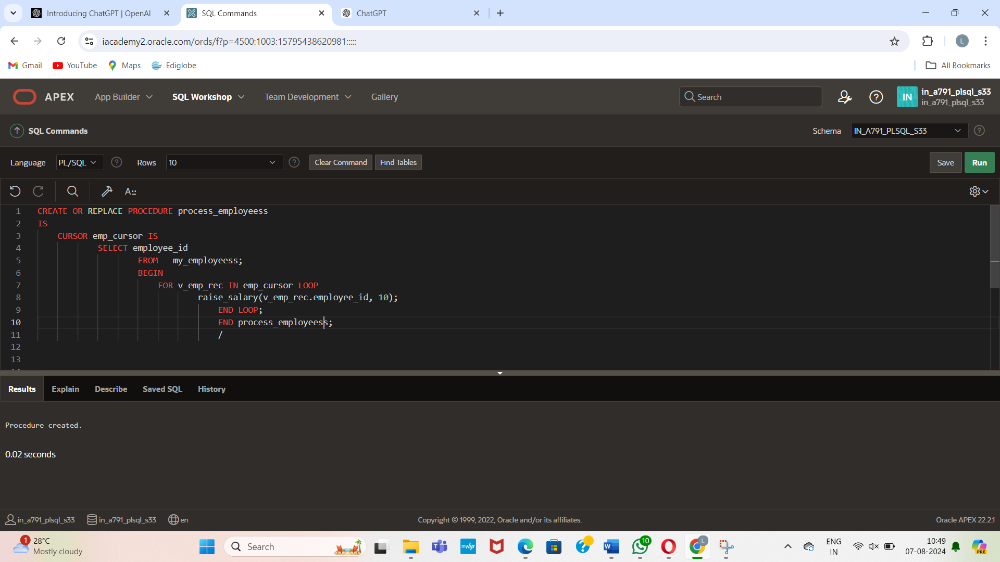 Introducing ChatGPT | OpenAI
SQL Commands
ChatGPT
iacademy2.oracle.com/ords/f?p=4500:1003:15795438620981:::::
L
Gmail
YouTube
Maps
Ediglobe
All Bookmarks
APEX
App Builder
SQL Workshop
Team Development
Gallery
Search
IN
in_a791_plsql_s33
in_a791_plsql_s33
SQL Commands
Schema
IN_A791_PLSQL_S33
Language
PL/SQL
Rows
10
Clear Command
Find Tables
Save
Run
A::
1 CREATE OR REPLACE PROCEDURE process_employeess
2 IS
3 CURSOR emp_cursor IS
4 SELECT employee_id
5 FROM my_employeess;
6 BEGIN
7 FOR v_emp_rec IN emp_cursor LOOP
8 raise_salary(v_emp_rec.employee_id, 10);
9 END LOOP;
10 END process_employeess;
11 /
12
13
Results
Explain
Describe
Saved SQL
History
Procedure created.
0.02 seconds
in_a791_plsql_s33
in_a791_plsql_s33
en
Copyright © 1999, 2022, Oracle and/or its affiliates.
Oracle APEX 22.2.1
1
28°C
Mostly cloudy
Search
T
myhp
?
W
10
L
ENG
IN
10:49
07-08-2024
PRE